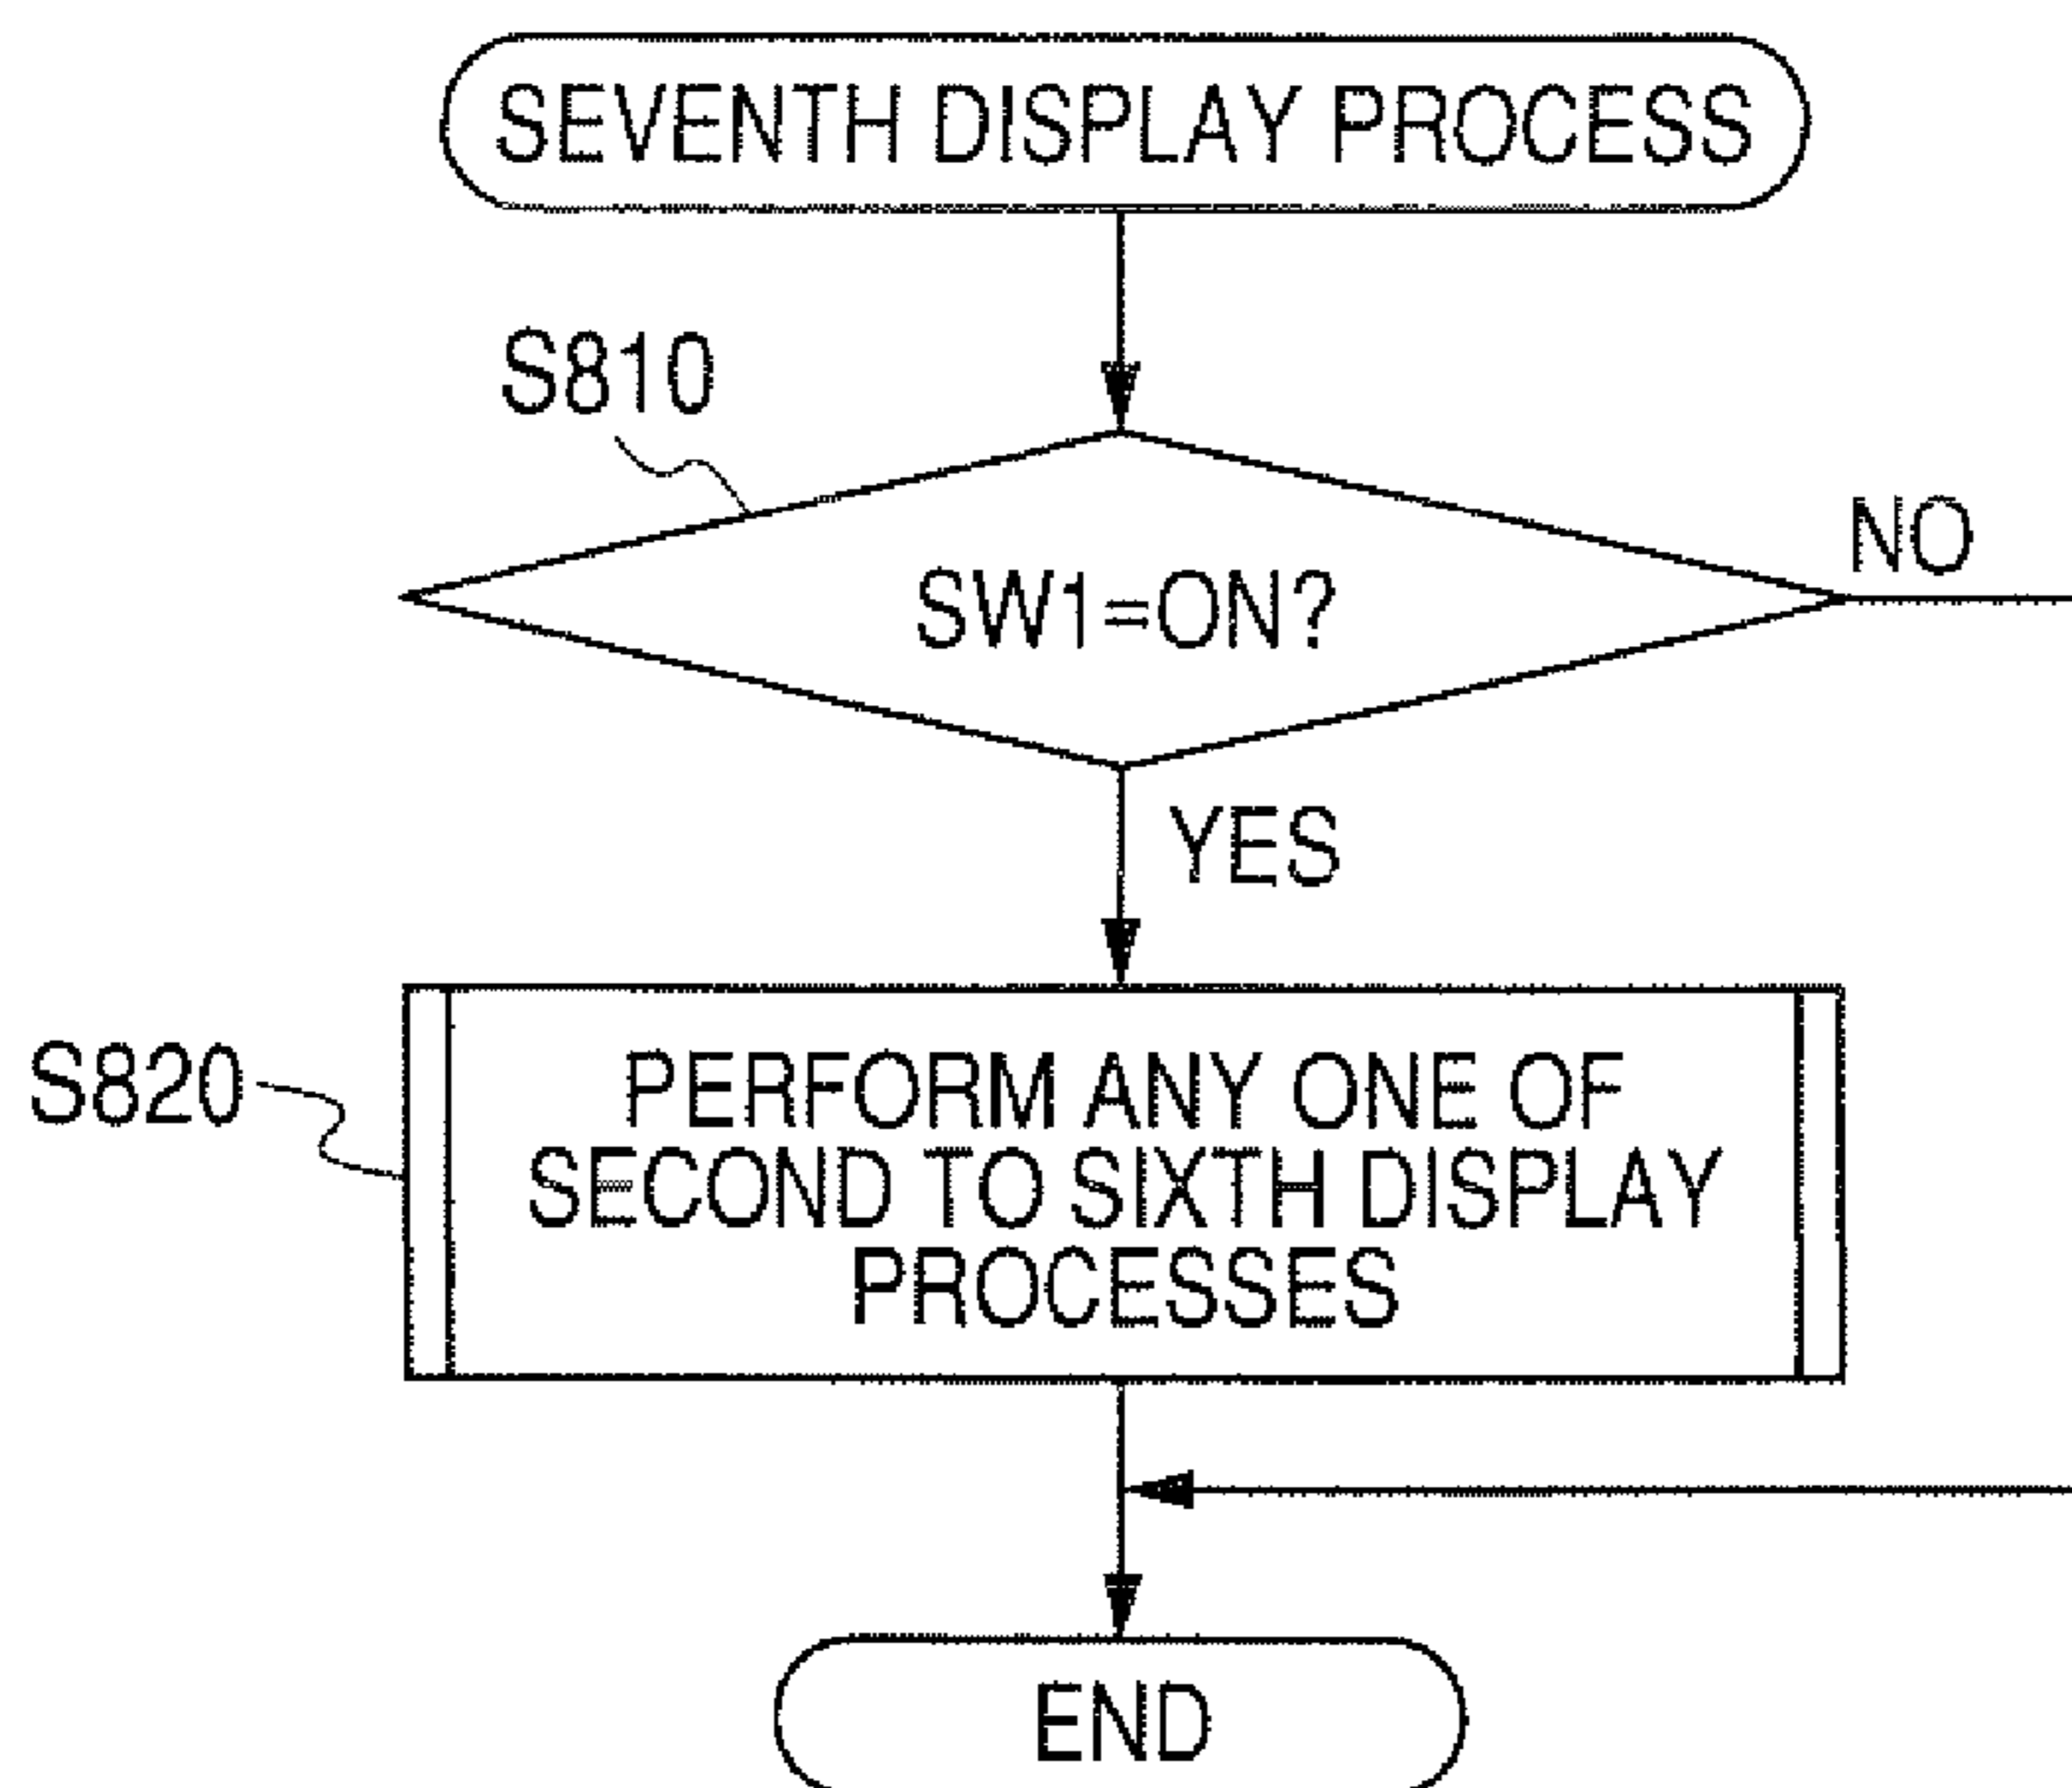 SEVENTH DISPLAY PROCESS
S810
NO
SW1=ON?
YES
S820
PERFORM ANY ONE OF
SECOND TO SIXTH DISPLAY
PROCESSES
END